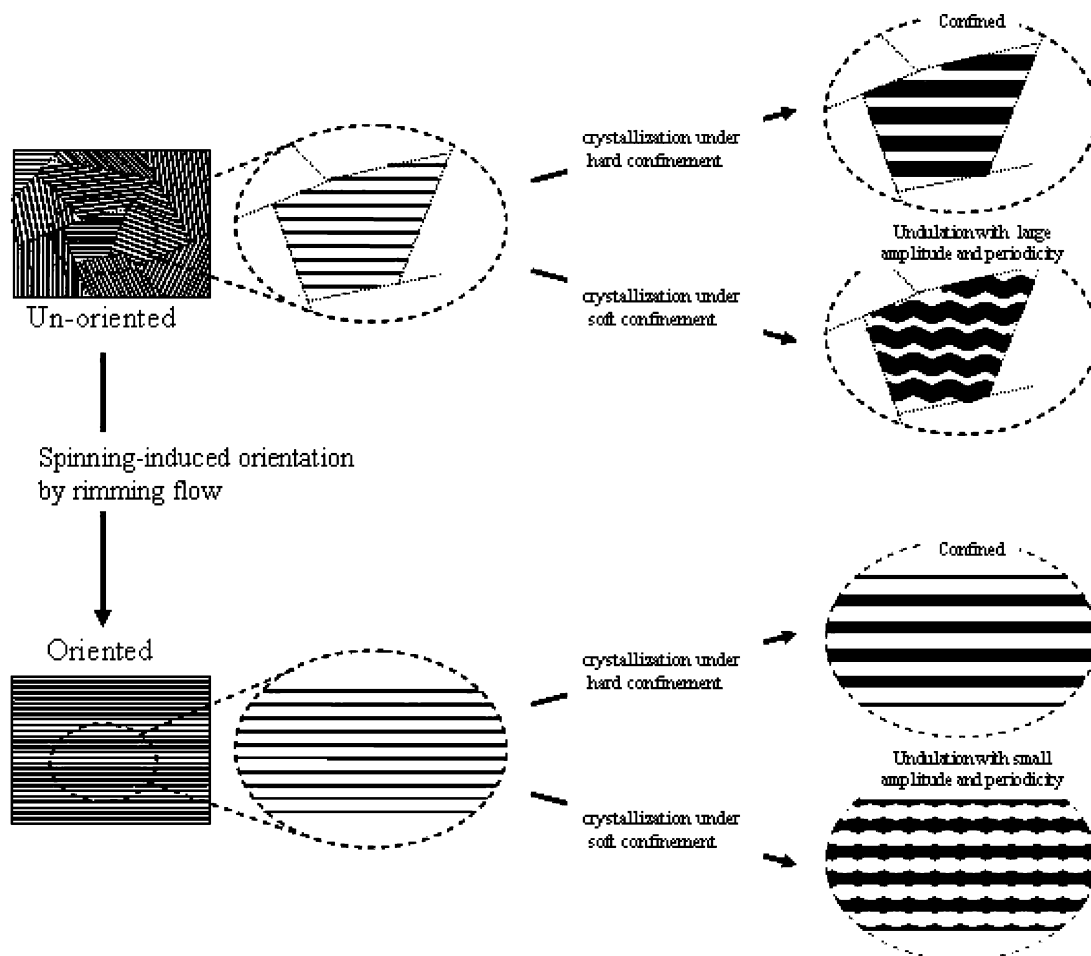 Confined
crystallization under
hard confinement
Undulation with large
amplitude and periodicity
Un-oriented
crystallization under
soft confinement
Spinning-induced orientation
by rimming flow
Confined
Oriented
crystallization under
hard confinement
Undulation with small
amplitude and periodicity
crystallization under
soft confinement